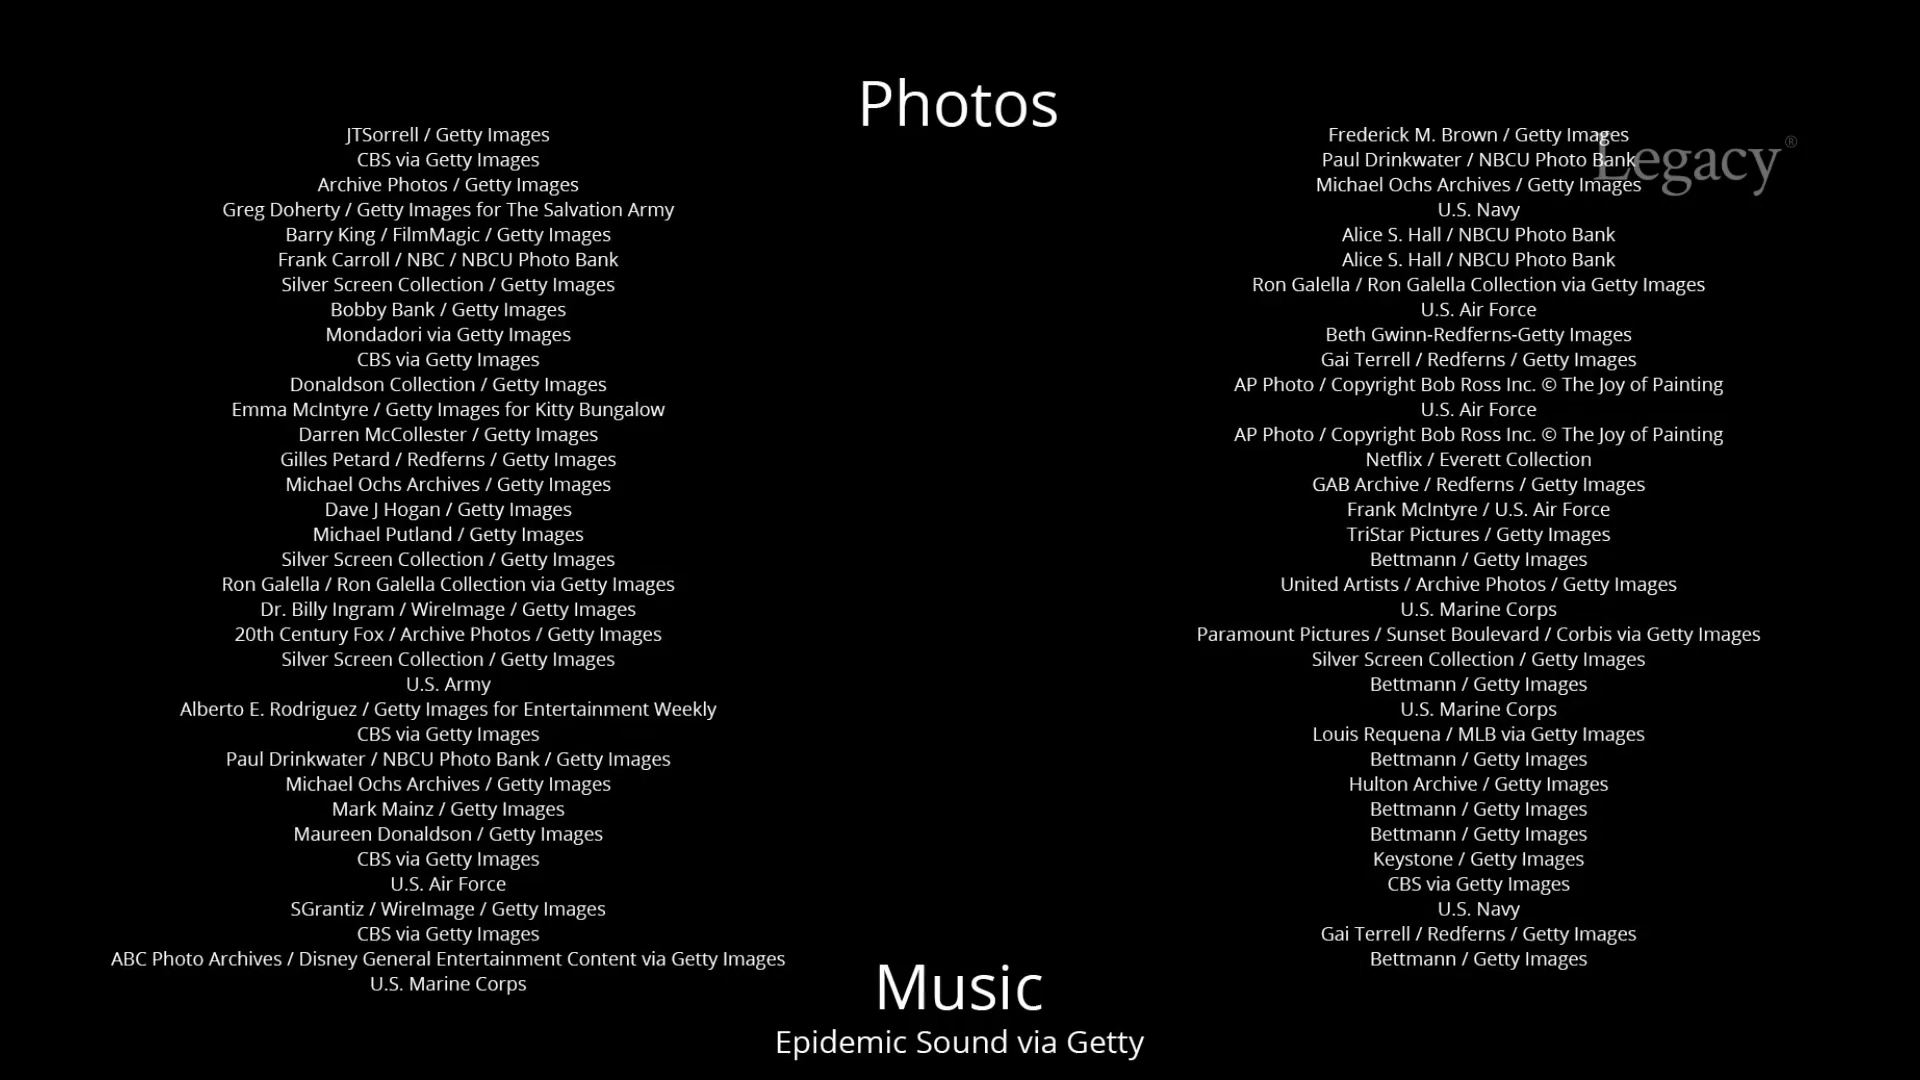 Photos
JTSorrell / Getty Images
CBS via Getty Images
Archive Photos / Getty Images
Greg Doherty / Getty Images for The Salvation Army
Barry King / FilmMagic / Getty Images
Frank Carroll / NBC / NBCU Photo Bank
Silver Screen Collection / Getty Images
Bobby Bank / Getty Images
Mondadori via Getty Images
CBS via Getty Images
Donaldson Collection / Getty Images
Emma McIntyre / Getty Images for Kitty Bungalow
Darren McCollester / Getty Images
Gilles Petard / Redferns / Getty Images
Michael Ochs Archives / Getty Images
Dave J Hogan / Getty Images
Michael Putland / Getty Images
Silver Screen Collection / Getty Images
Ron Galella / Ron Galella Collection via Getty Images
Dr. Billy Ingram / WireImage / Getty Images
20th Century Fox / Archive Photos / Getty Images
Silver Screen Collection / Getty Images
U.S. Army
Alberto E. Rodriguez / Getty Images for Entertainment Weekly
CBS via Getty Images
Paul Drinkwater / NBCU Photo Bank / Getty Images
Michael Ochs Archives / Getty Images
Mark Mainz / Getty Images
Maureen Donaldson / Getty Images
CBS via Getty Images
U.S. Air Force
SGrantiz / WireImage / Getty Images
CBS via Getty Images
ABC Photo Archives / Disney General Entertainment Content via Getty Images
U.S. Marine Corps
Frederick M. Brown / Getty Images
Paul Drinkwater / NBCU Photo Bank
Michael Ochs Archives / Getty Images
U.S. Navy
Alice S. Hall / NBCU Photo Bank
Alice S. Hall / NBCU Photo Bank
Ron Galella / Ron Galella Collection via Getty Images
U.S. Air Force
Beth Gwinn-Redferns-Getty Images
Gai Terrell / Redferns / Getty Images
AP Photo / Copyright Bob Ross Inc. © The Joy of Painting
U.S. Air Force
AP Photo / Copyright Bob Ross Inc. © The Joy of Painting
Netflix / Everett Collection
GAB Archive / Redferns / Getty Images
Frank McIntyre / U.S. Air Force
TriStar Pictures / Getty Images
Bettmann / Getty Images
United Artists / Archive Photos / Getty Images
U.S. Marine Corps
Paramount Pictures / Sunset Boulevard / Corbis via Getty Images
Silver Screen Collection / Getty Images
Bettmann / Getty Images
U.S. Marine Corps
Louis Requena / MLB via Getty Images
Bettmann / Getty Images
Hulton Archive / Getty Images
Bettmann / Getty Images
Bettmann / Getty Images
Keystone / Getty Images
CBS via Getty Images
U.S. Navy
Gai Terrell / Redferns / Getty Images
Bettmann / Getty Images
Legacy®
Music
Epidemic Sound via Getty